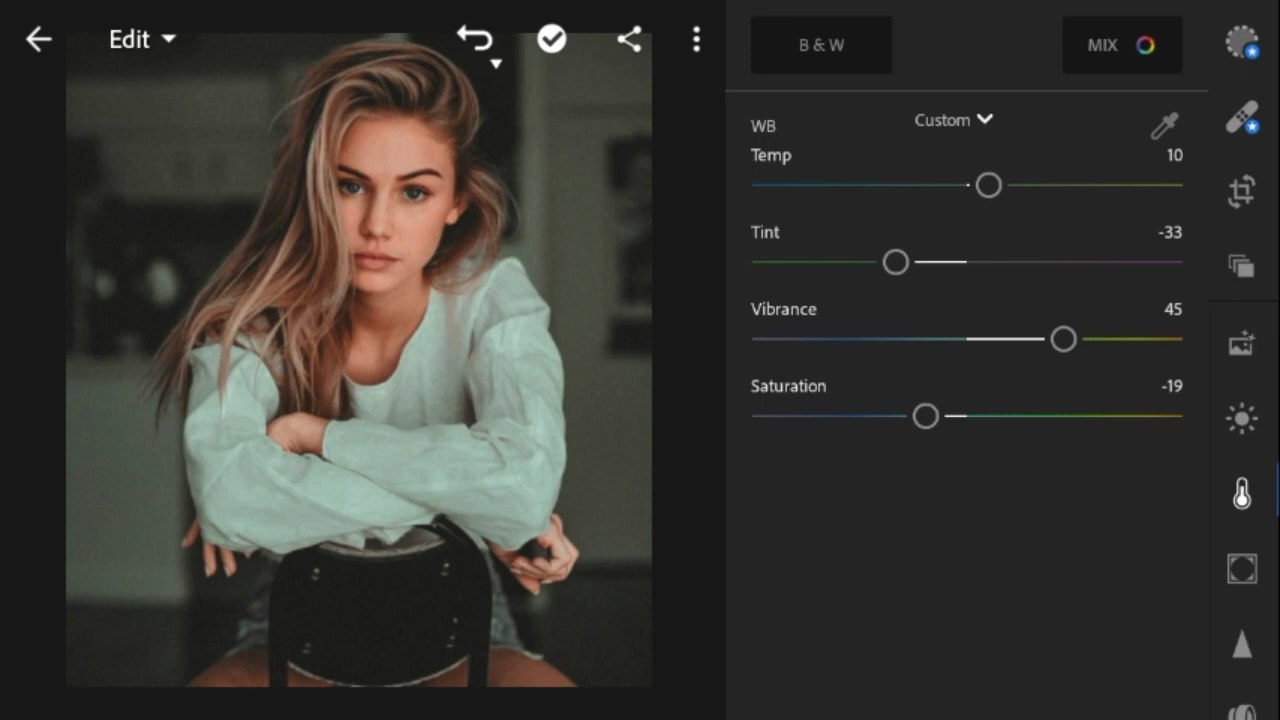 Edit
B & W
MIX
WB
Custom
Temp 10
Tint -33
Vibrance 45
Saturation -19